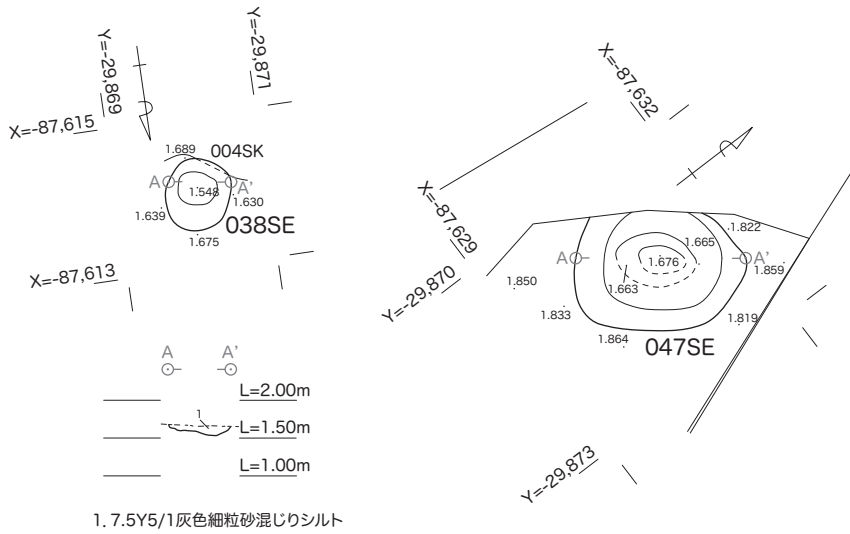 Y=-29,869
Y=-29,871
X=-87,615
1.689
004SK
A
A'
1.548
1.630
1.639
038SE
1.675
X=-87,613
A
A'
L=2.00m
1
L=1.50m
L=1.00m
1. 7.5Y5/1灰色細粒砂混じりシルト
X=-87,632
X=-87,629
Y=-29,870
1.822
1.665
A
A'
1.676
1.859
1.850
1.663
1.833
1.819
1.864
047SE
Y=-29,873